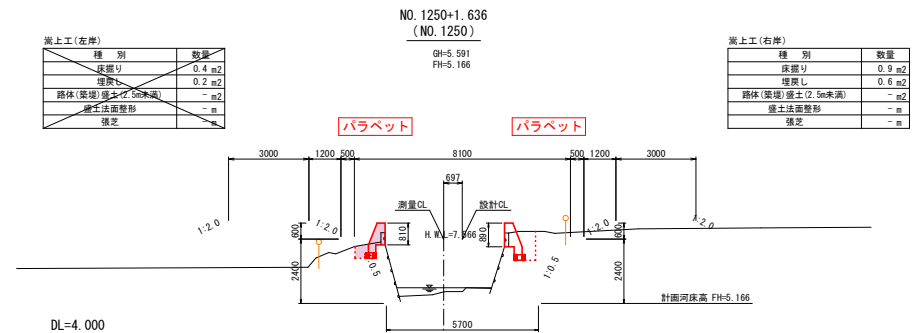 NO.1250+1.636
(NO.1250)
GH=5.591
FH=5.166
嵩上工(左岸)
種 別 数量
床掘り 0.4 m2
埋戻し 0.2 m2
路体(築堤)盛土(2.5m未満) - m2
盛土法面整形 - m
張芝 - m
嵩上工(右岸)
種 別 数量
床掘り 0.9 m2
埋戻し 0.6 m2
路体(築堤)盛土(2.5m未満) - m2
盛土法面整形 - m
張芝 - m
パラペット パラペット
3000 1200 500 8100 500 1200 3000
697
測量CL 設計CL
1:2.0 600 1:2.0 810 H.W.L=7.566 890 1:2.0 600 1:2.0
2400 1:0.5 1:0.5 2400
計画河床高 FH=5.166
DL=4.000 5700